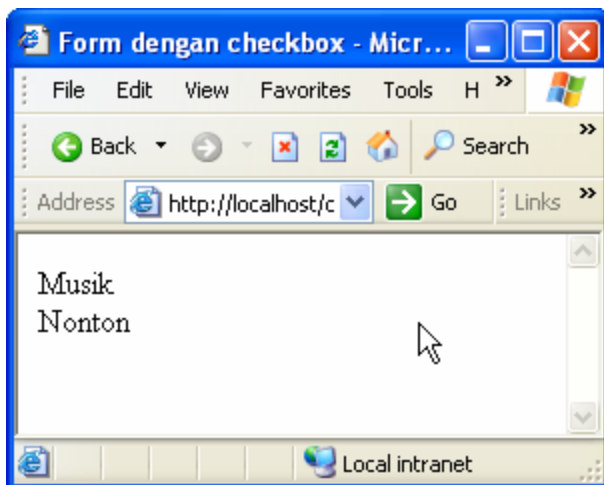 Form dengan checkbox - Micr...
File Edit View Favorites Tools H »
Back Search »
Address http://localhost/c Go Links »
Musik
Nonton
Local intranet